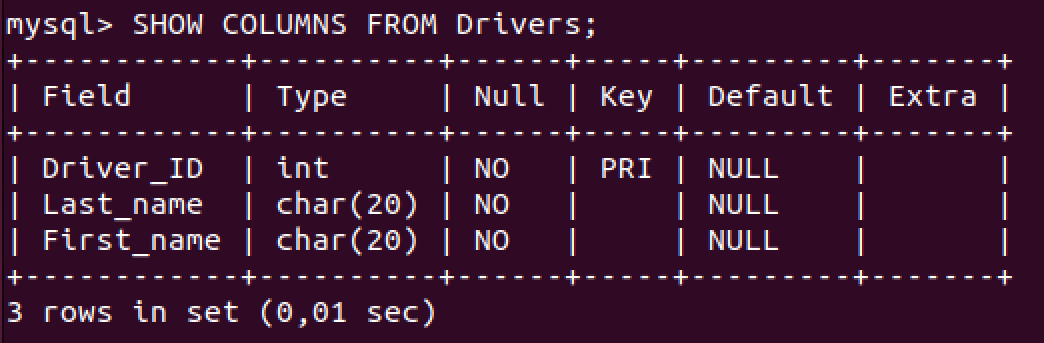 mysql> SHOW COLUMNS FROM Drivers;
+------------+----------+------+-----+---------+-------+
| Field      | Type     | Null | Key | Default | Extra |
+------------+----------+------+-----+---------+-------+
| Driver_ID  | int      | NO   | PRI | NULL    |       |
| Last_name  | char(20) | NO   |     | NULL    |       |
| First_name | char(20) | NO   |     | NULL    |       |
+------------+----------+------+-----+---------+-------+
3 rows in set (0,01 sec)